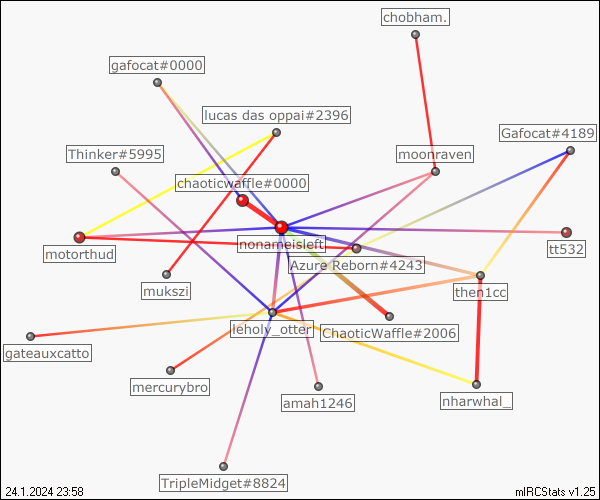 chobham.
gafocat#0000
lucas das oppai#2396
Gafocat#4189
Thinker#5995
moonraven
chaoticwaffle#0000
nonameisleft
motorthud
tt532
Azure Reborn#4243
mukszi
then1cc
leholy_otter
ChaoticWaffle#2006
gateauxcatto
mercurybro
amah1246
nharwhal_
TripleMidget#8824
24.1.2024 23:58
mIRCStats v1.25